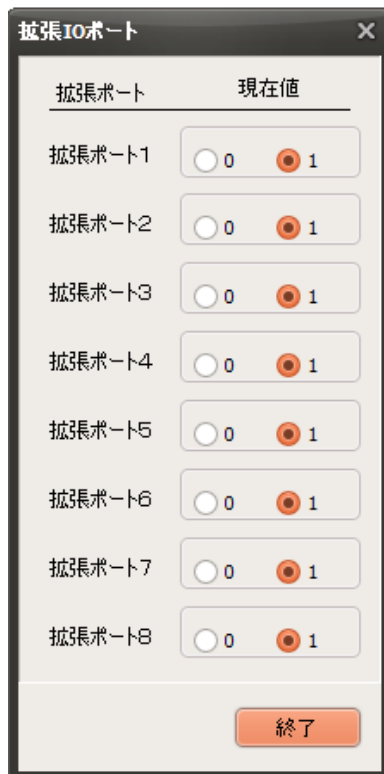 拡張IOポート
拡張ポート 現在値
拡張ポート1 0 1
拡張ポート2 0 1
拡張ポート3 0 1
拡張ポート4 0 1
拡張ポート5 0 1
拡張ポート6 0 1
拡張ポート7 0 1
拡張ポート8 0 1
終了